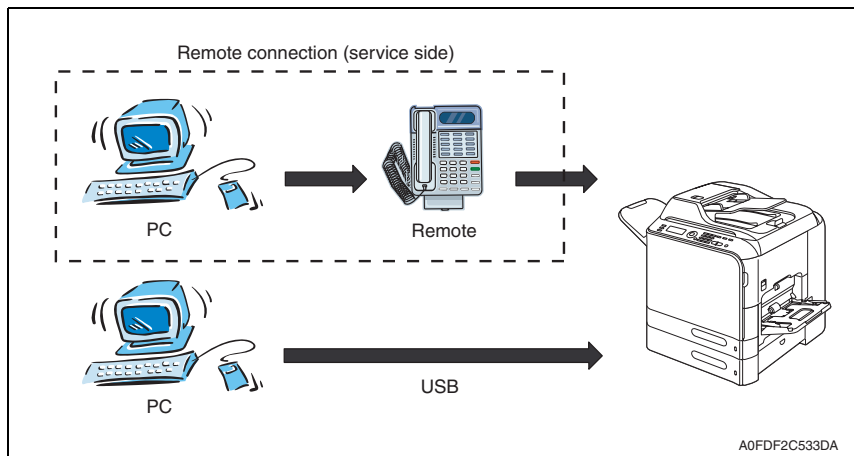 Remote connection (service side)
PC
Remote
PC
USB
A0FDF2C533DA